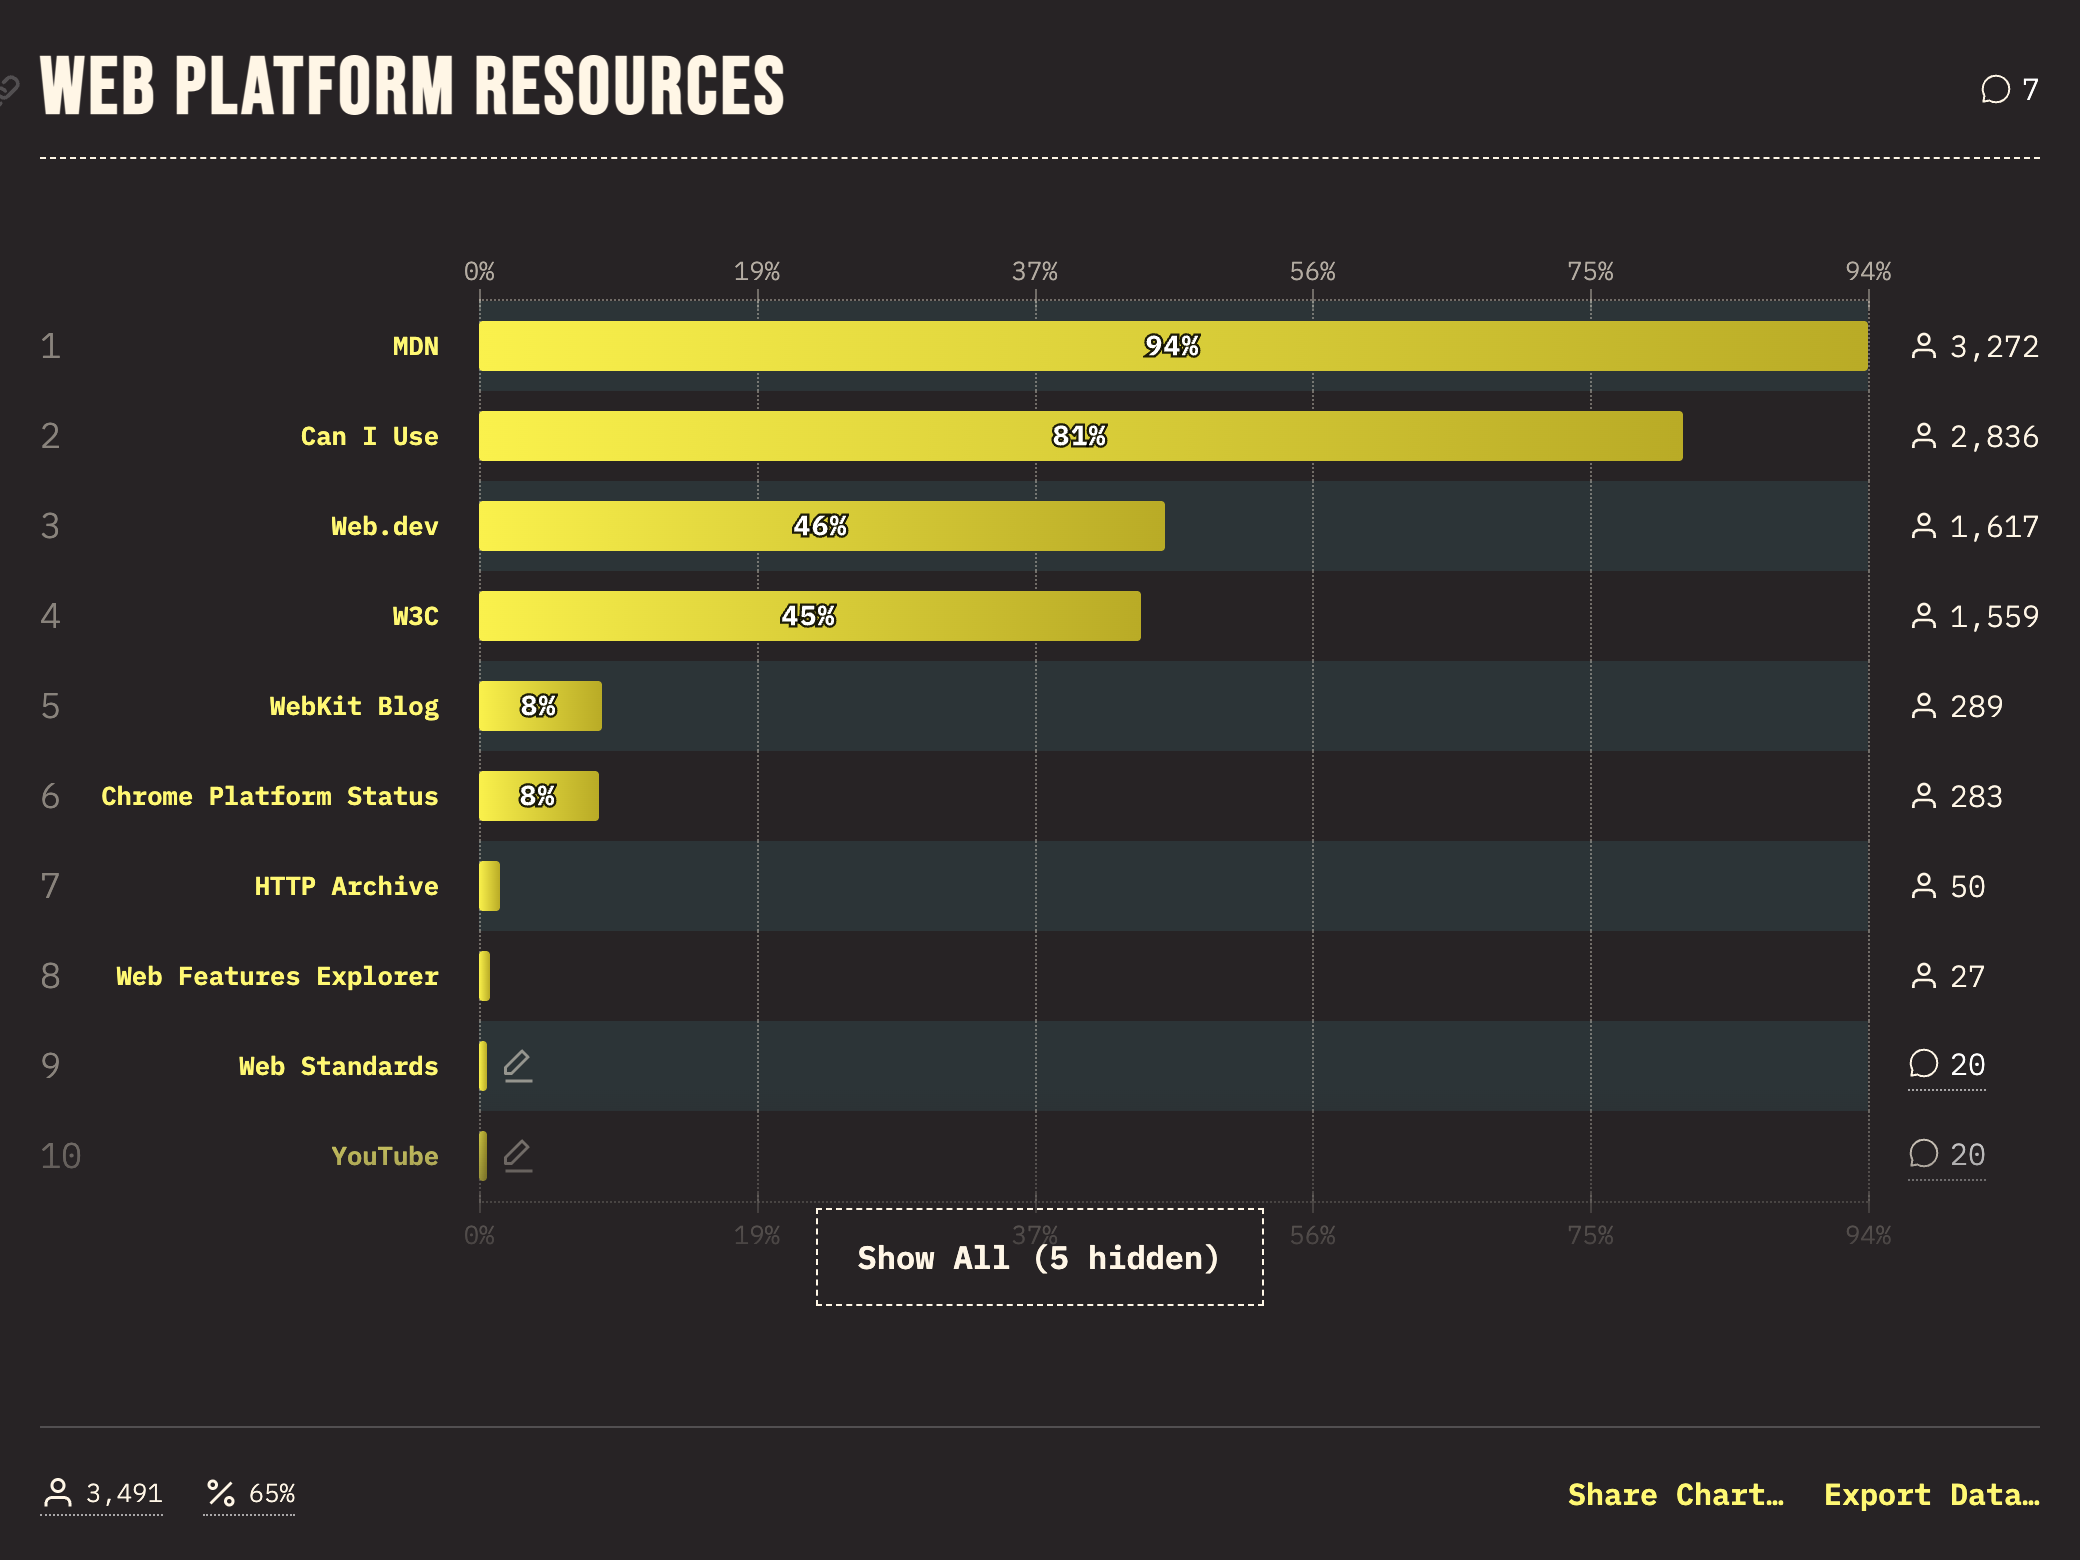 WEB PLATFORM RESOURCES
7
0% 19% 37% 56% 75% 94%
1 MDN 94% 3,272
2 Can I Use 81% 2,836
3 Web.dev 46% 1,617
4 W3C 45% 1,559
5 WebKit Blog 8% 289
6 Chrome Platform Status 8% 283
7 HTTP Archive 50
8 Web Features Explorer 27
9 Web Standards 20
10 YouTube 20
0% 19% 37% 56% 75% 94%
Show All (5 hidden)
3,491 65% Share Chart… Export Data…